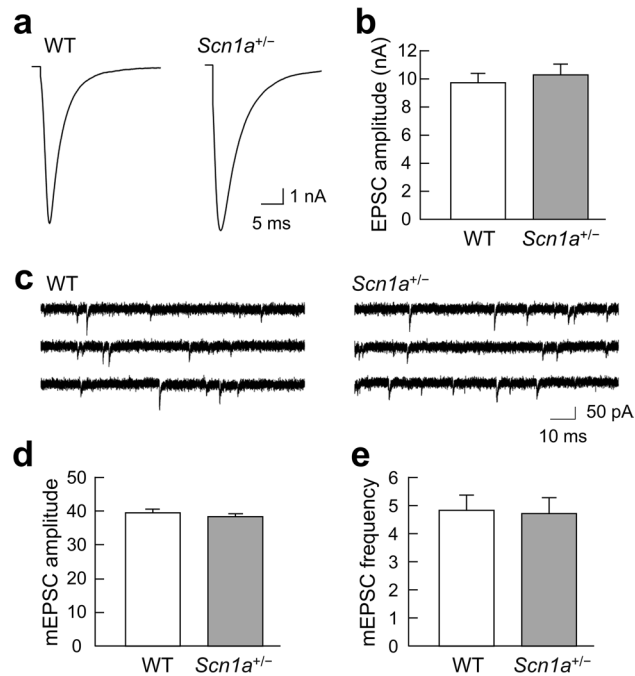 a
WT
Scn1a+/−
1 nA
5 ms
b
EPSC amplitude (nA)
12
10
8
6
4
2
0
WT
Scn1a+/−
c
WT
Scn1a+/−
50 pA
10 ms
d
mEPSC amplitude
50
40
30
20
10
0
WT
Scn1a+/−
e
mEPSC frequency
6
5
4
3
2
1
0
WT
Scn1a+/−